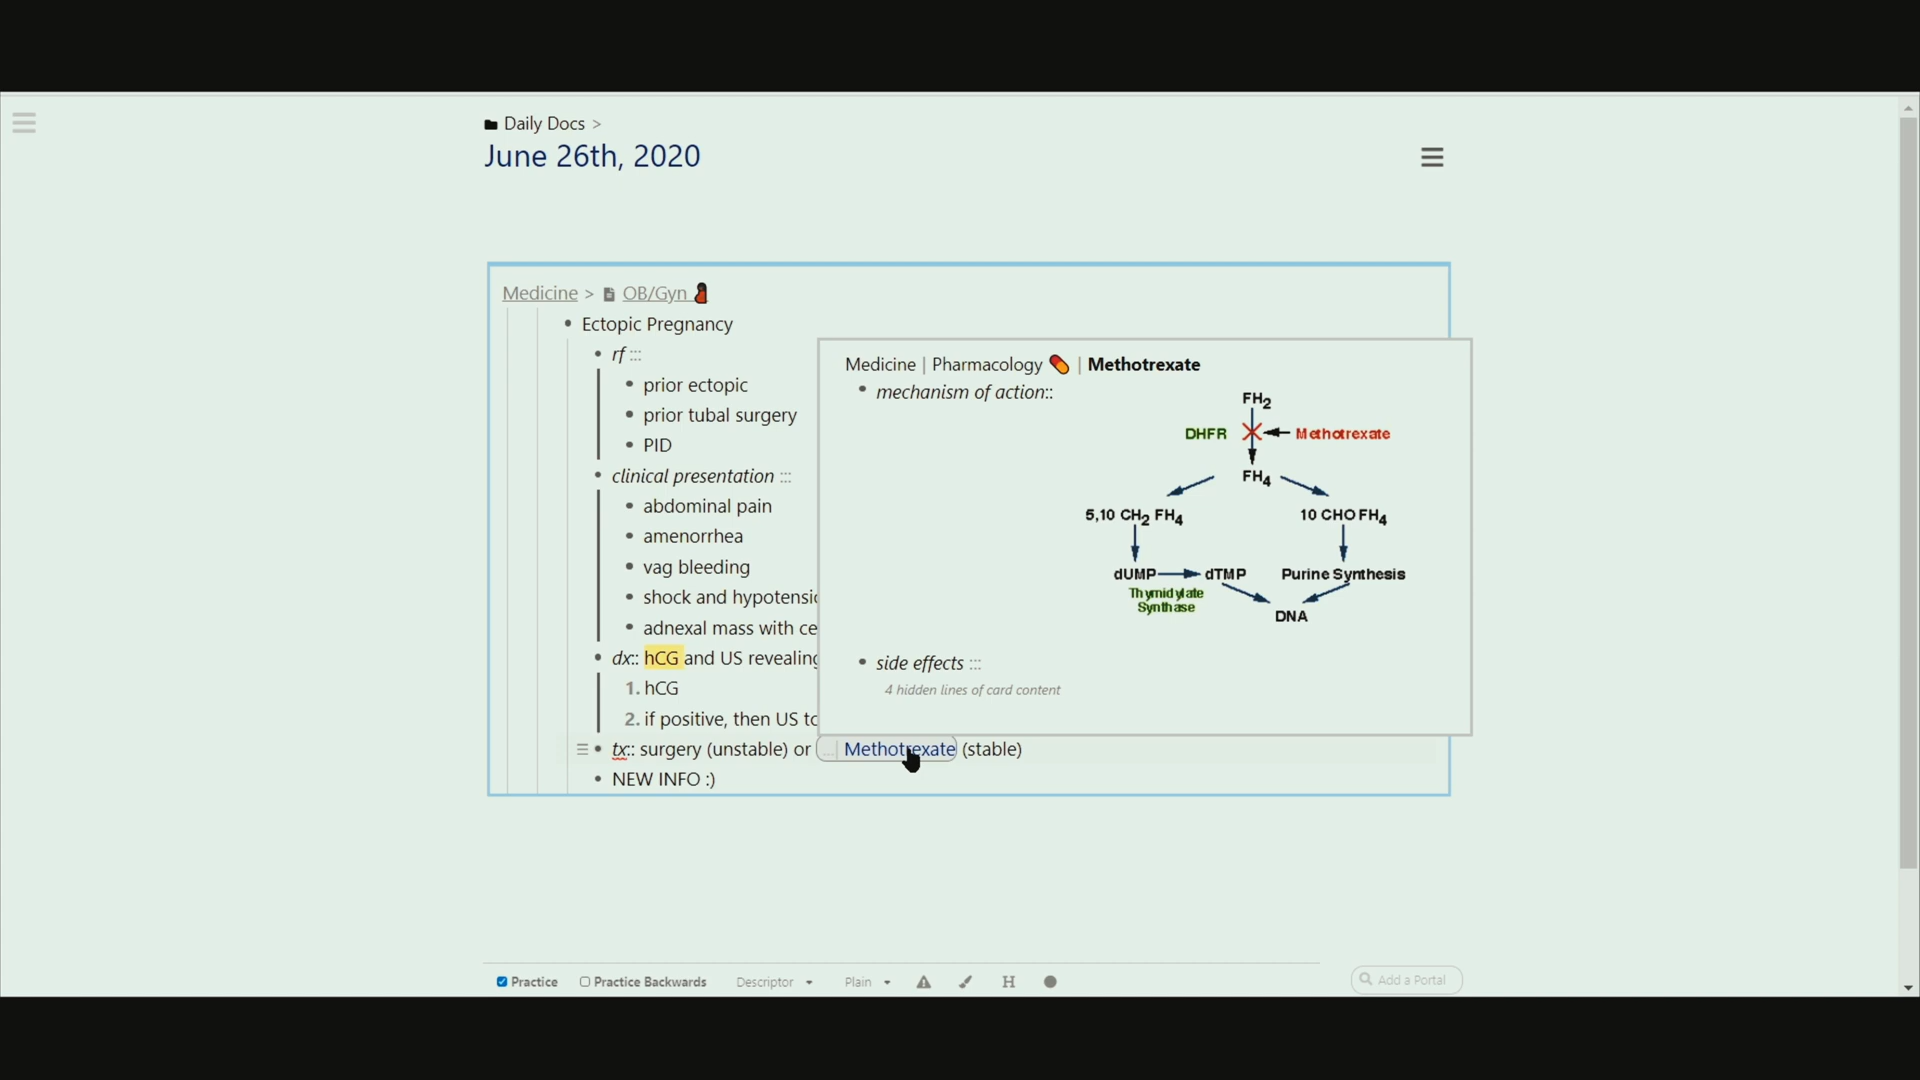 Daily Docs >
June 26th, 2020
Medicine > OB/Gyn
Ectopic Pregnancy
rf :::
prior ectopic
prior tubal surgery
PID
clinical presentation :::
abdominal pain
amenorrhea
vag bleeding
shock and
adnexal mass with
dx:: hCG and US revealing
1. hCG
2. if positive, then US to
tx:: surgery (unstable) or ... Methotrexate (stable)
NEW INFO :)
Medicine | Pharmacology | Methotrexate
mechanism of action::
FH2
DHFR Methotrexate
FH4
5,10 CH2 FH4 10 CHO FH4
dUMP dTMP Purine Synthesis
Thymidylate
Synthase
DNA
side effects :::
4 hidden lines of card content
Practice Practice Backwards Descriptor Plain H Add a Portal